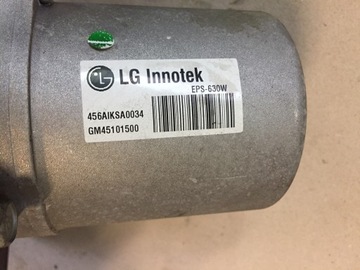 LG Innotek
EPS-630W
456AIKSA0034
GM45101500